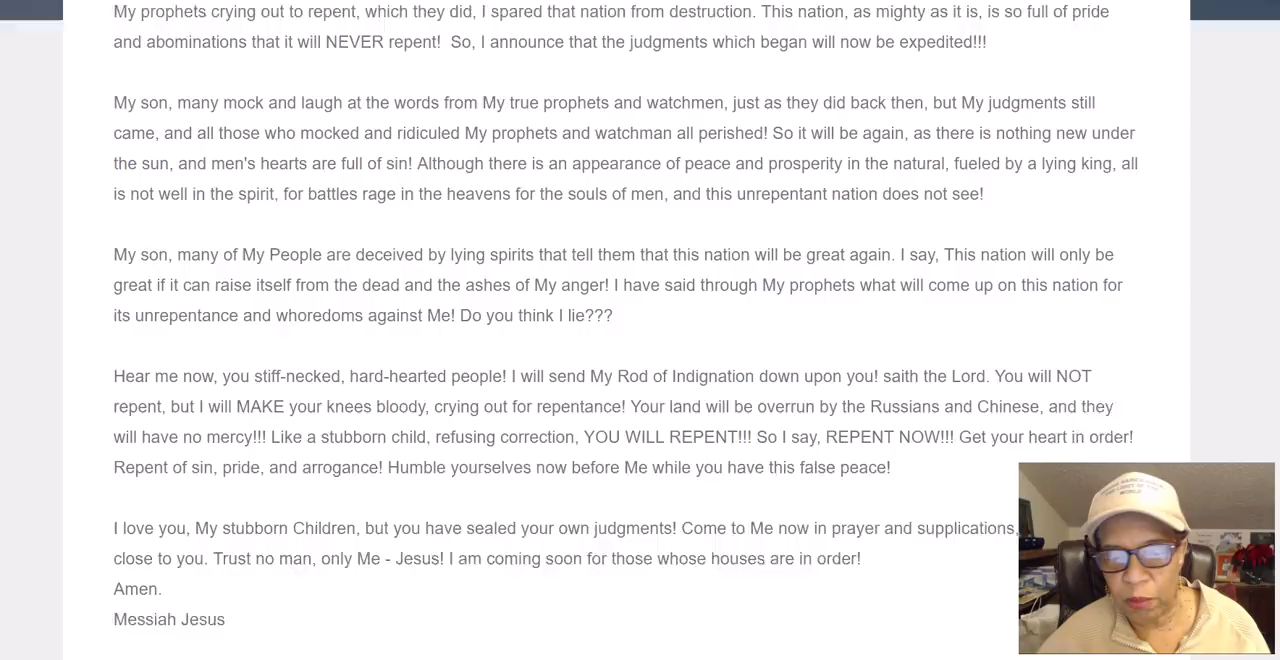 My prophets crying out to repent, which they did, I spared that nation from destruction. This nation, as mighty as it is, is so full of pride
and abominations that it will NEVER repent!  So, I announce that the judgments which began will now be expedited!!!
My son, many mock and laugh at the words from My true prophets and watchmen, just as they did back then, but My judgments still
came, and all those who mocked and ridiculed My prophets and watchman all perished! So it will be again, as there is nothing new under
the sun, and men's hearts are full of sin! Although there is an appearance of peace and prosperity in the natural, fueled by a lying king, all
is not well in the spirit, for battles rage in the heavens for the souls of men, and this unrepentant nation does not see!
My son, many of My People are deceived by lying spirits that tell them that this nation will be great again. I say, This nation will only be
great if it can raise itself from the dead and the ashes of My anger! I have said through My prophets what will come up on this nation for
its unrepentance and whoredoms against Me! Do you think I lie???
Hear me now, you stiff-necked, hard-hearted people! I will send My Rod of Indignation down upon you! saith the Lord. You will NOT
repent, but I will MAKE your knees bloody, crying out for repentance! Your land will be overrun by the Russians and Chinese, and they
will have no mercy!!! Like a stubborn child, refusing correction, YOU WILL REPENT!!! So I say, REPENT NOW!!! Get your heart in order!
Repent of sin, pride, and arrogance! Humble yourselves now before Me while you have this false peace!
I love you, My stubborn Children, but you have sealed your own judgments! Come to Me now in prayer and supplications,
close to you. Trust no man, only Me - Jesus! I am coming soon for those whose houses are in order!
Amen.
Messiah Jesus